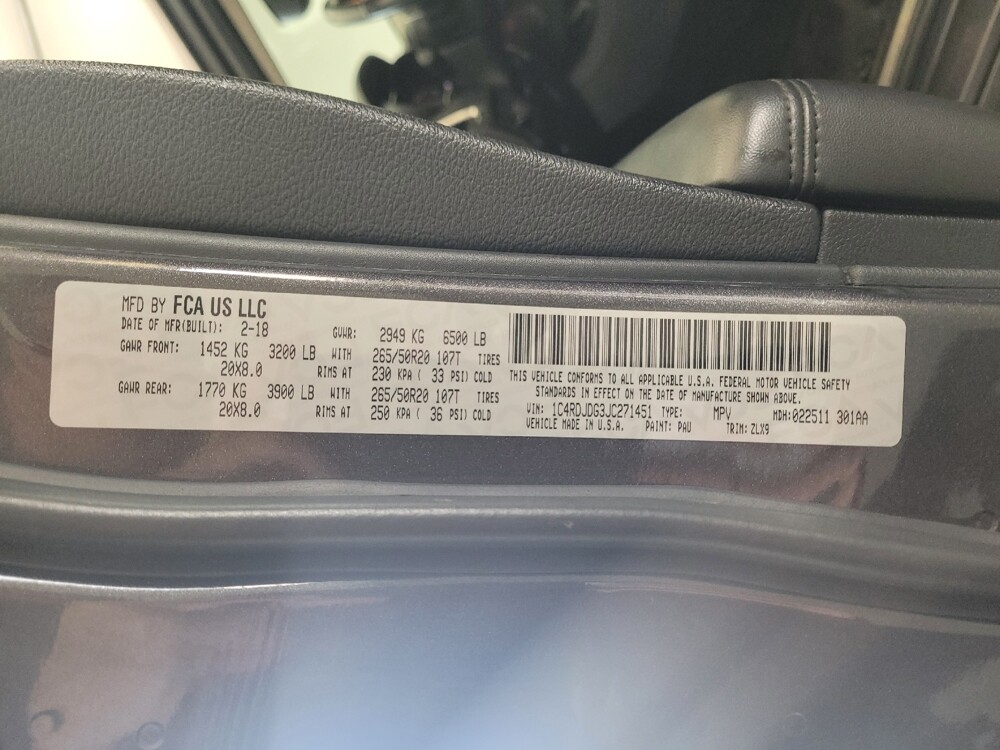 MFD BY FCA US LLC
DATE OF MFR(BUILT): 2-18 GVWR: 2949 KG 6500 LB
GAWR FRONT: 1452 KG 3200 LB WITH 265/50R20 107T TIRES
20X8.0 RIMS AT 230 KPA ( 33 PSI) COLD
GAWR REAR: 1770 KG 3900 LB WITH 265/50R20 107T TIRES
20X8.0 RIMS AT 250 KPA ( 36 PSI) COLD
THIS VEHICLE CONFORMS TO ALL APPLICABLE U.S.A. FEDERAL MOTOR VEHICLE SAFETY
STANDARDS IN EFFECT ON THE DATE OF MANUFACTURE SHOWN ABOVE.
VIN: 1C4RDJDG3JC271451 TYPE: MPV MDH:022511 301AA
VEHICLE MADE IN U.S.A. PAINT: PAU TRIM: ZLX9